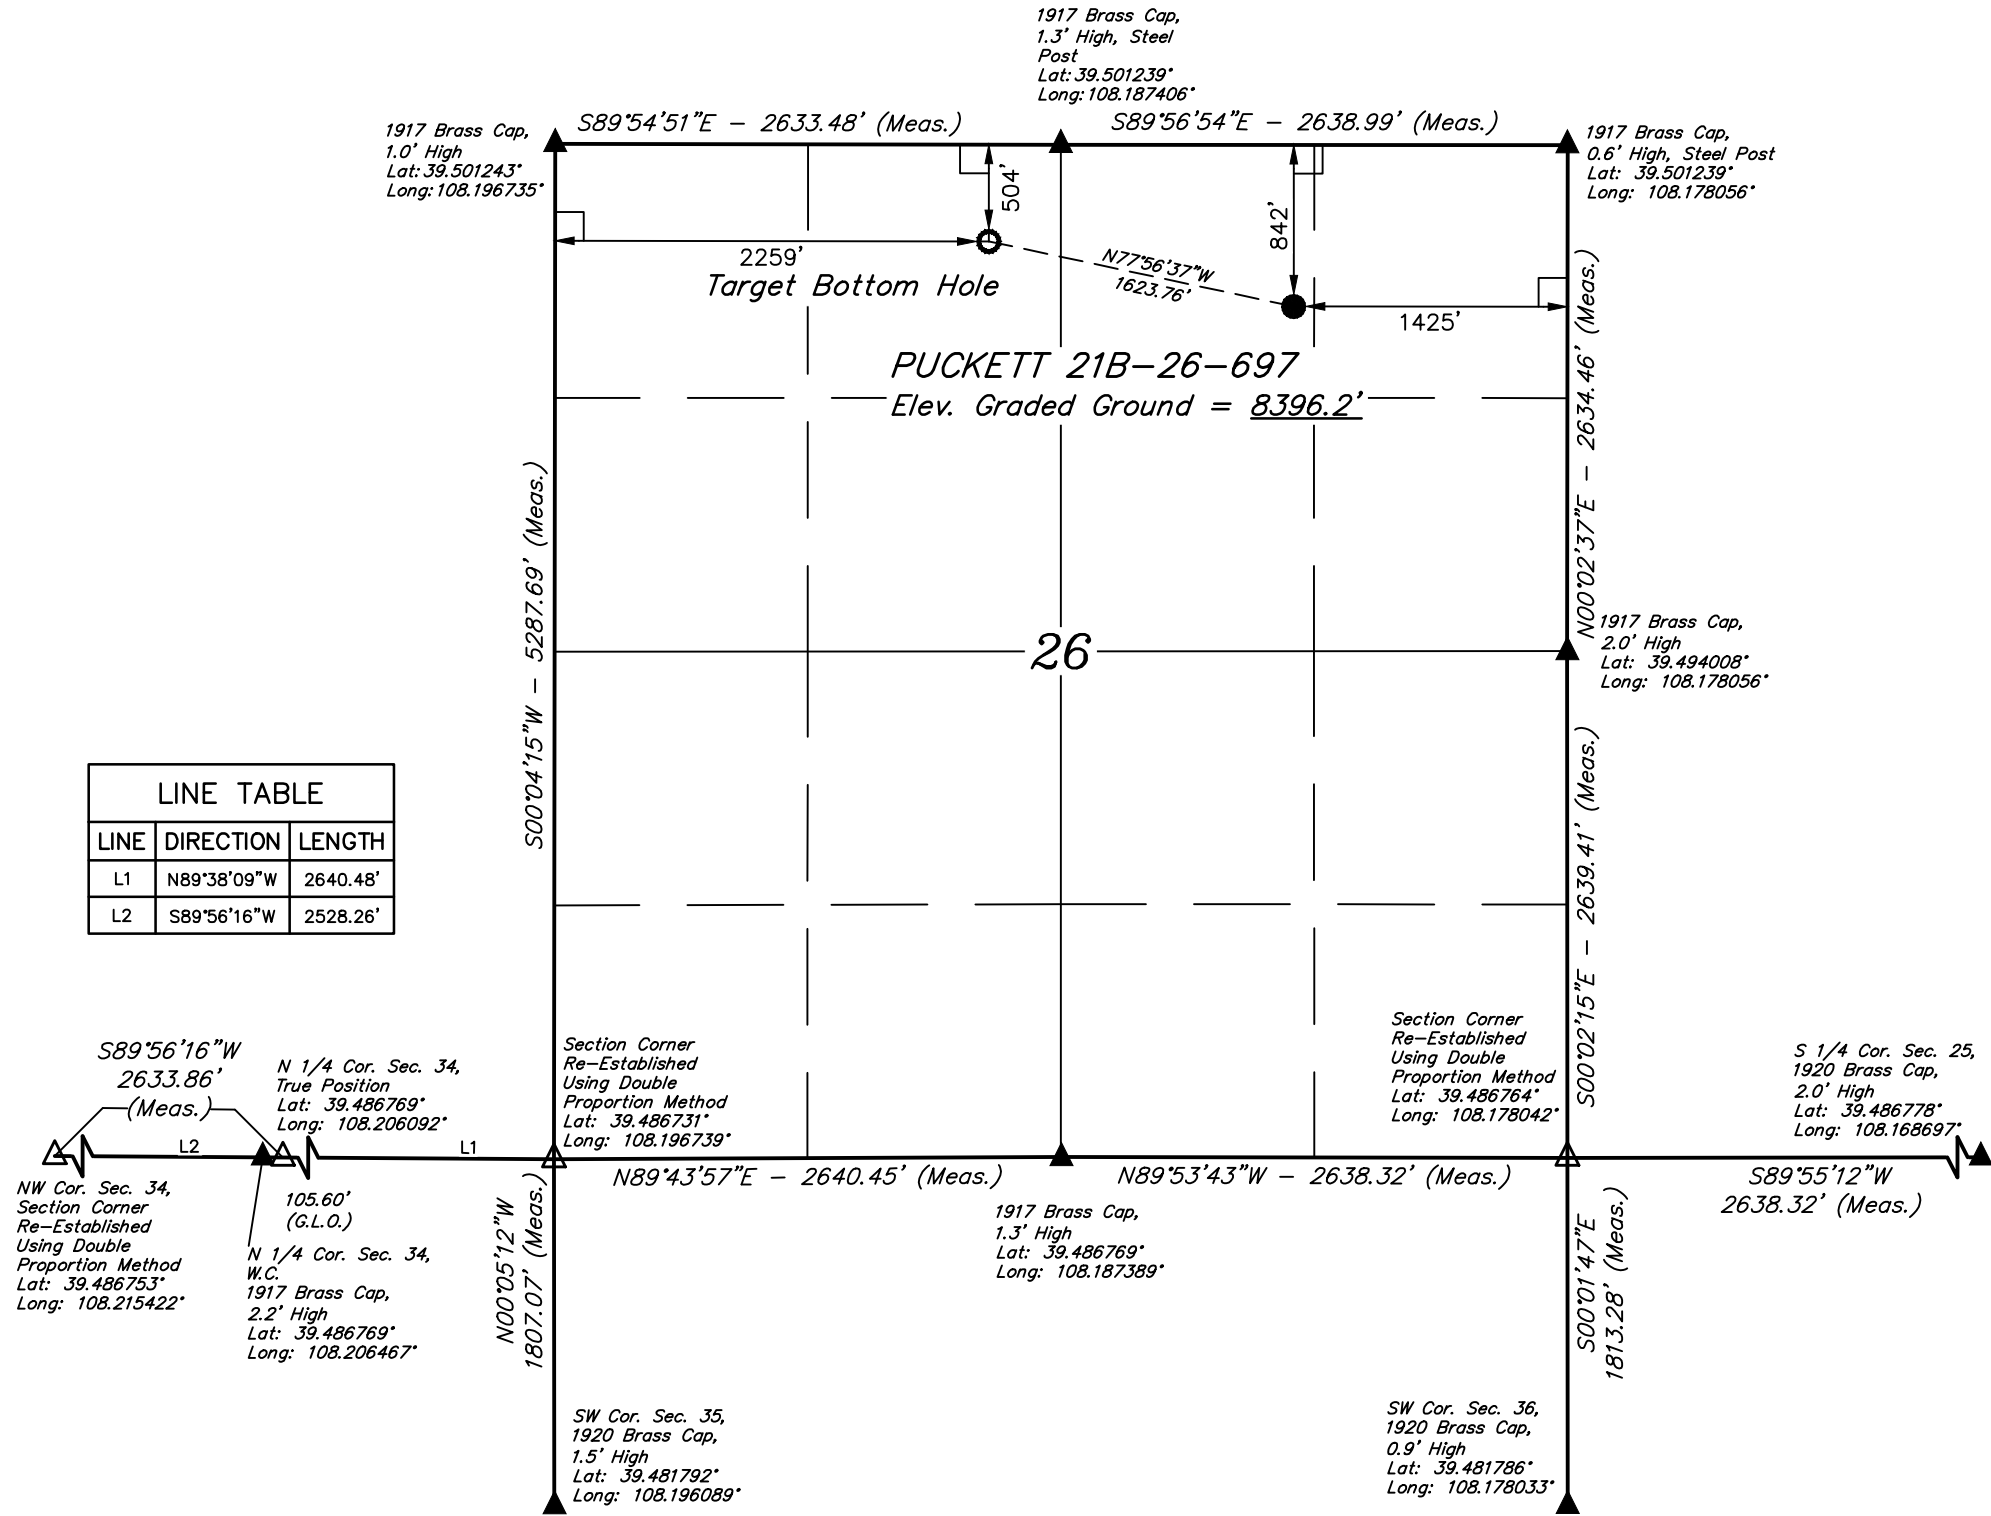 1917 Brass Cap,
1.3' High, Steel
Post
Lat: 39.501239°
Long: 108.187406°
S89°54'51"E - 2633.48' (Meas.)
S89°56'54"E - 2638.99' (Meas.)
1917 Brass Cap,
1.0' High
Lat: 39.501243°
Long: 108.196735°
1917 Brass Cap,
0.6' High, Steel Post
Lat: 39.501239°
Long: 108.178056°
504'
842'
2259'
Target Bottom Hole
N77°56'37"W
1623.76'
1425'
PUCKETT 21B-26-697
Elev. Graded Ground = 8396.2'
N00°02'37"E - 2634.46' (Meas.)
S00°04'15"W - 5287.69' (Meas.)
26
1917 Brass Cap,
2.0' High
Lat: 39.494008°
Long: 108.178056°
S00°02'15"E - 2639.41' (Meas.)
LINE TABLE
LINE DIRECTION LENGTH
L1 N89°38'09"W 2640.48'
L2 S89°56'16"W 2528.26'
S89°56'16"W
2633.86'
(Meas.)
N 1/4 Cor. Sec. 34,
True Position
Lat: 39.486769°
Long: 108.206092°
Section Corner
Re-Established
Using Double
Proportion Method
Lat: 39.486731°
Long: 108.196739°
Section Corner
Re-Established
Using Double
Proportion Method
Lat: 39.486764°
Long: 108.178042°
S 1/4 Cor. Sec. 25,
1920 Brass Cap,
2.0' High
Lat: 39.486778°
Long: 108.168697°
L2
L1
N89°43'57"E - 2640.45' (Meas.)
N89°53'43"W - 2638.32' (Meas.)
S89°55'12"W
2638.32' (Meas.)
NW Cor. Sec. 34,
Section Corner
Re-Established
Using Double
Proportion Method
Lat: 39.486753°
Long: 108.215422°
105.60'
(G.L.O.)
N 1/4 Cor. Sec. 34,
W.C.
1917 Brass Cap,
2.2' High
Lat: 39.486769°
Long: 108.206467°
N00°05'12"W
1807.07' (Meas.)
1917 Brass Cap,
1.3' High
Lat: 39.486769°
Long: 108.187389°
S00°01'47"E
1813.28' (Meas.)
SW Cor. Sec. 35,
1920 Brass Cap,
1.5' High
Lat: 39.481792°
Long: 108.196089°
SW Cor. Sec. 36,
1920 Brass Cap,
0.9' High
Lat: 39.481786°
Long: 108.178033°